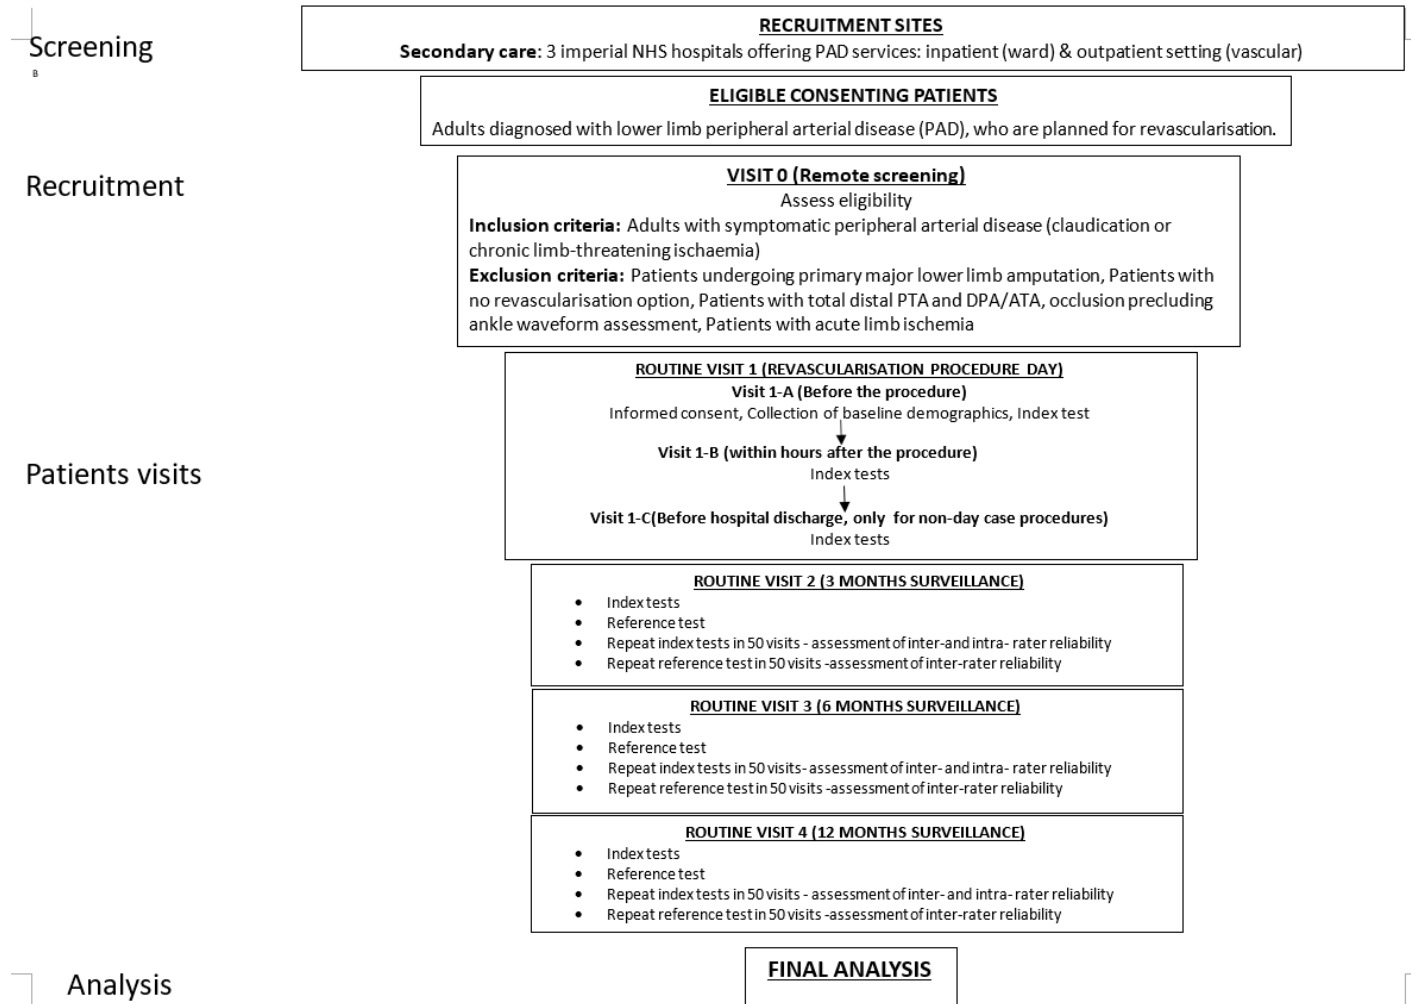 Screening
B
RECRUITMENT SITES
Secondary care: 3 imperial NHS hospitals offering PAD services: inpatient (ward) & outpatient setting (vascular)
ELIGIBLE CONSENTING PATIENTS
Adults diagnosed with lower limb peripheral arterial disease (PAD), who are planned for revascularisation.
Recruitment
VISIT 0 (Remote screening)
Assess eligibility
Inclusion criteria: Adults with symptomatic peripheral arterial disease (claudication or
chronic limb-threatening ischaemia)
Exclusion criteria: Patients undergoing primary major lower limb amputation, Patients with
no revascularisation option, Patients with total distal PTA and DPA/ATA, occlusion precluding
ankle waveform assessment, Patients with acute limb ischemia
Patients visits
ROUTINE VISIT 1 (REVASCULARISATION PROCEDURE DAY)
Visit 1-A (Before the procedure)
Informed consent, Collection of baseline demographics, Index test
Visit 1-B (within hours after the procedure)
Index tests
Visit 1-C(Before hospital discharge, only for non-day case procedures)
Index tests
ROUTINE VISIT 2 (3 MONTHS SURVEILLANCE)
• Index tests
• Reference test
• Repeat index tests in 50 visits - assessment of inter-and intra- rater reliability
• Repeat reference test in 50 visits -assessment of inter-rater reliability
ROUTINE VISIT 3 (6 MONTHS SURVEILLANCE)
• Index tests
• Reference test
• Repeat index tests in 50 visits- assessment of inter- and intra- rater reliability
• Repeat reference test in 50 visits -assessment of inter-rater reliability
ROUTINE VISIT 4 (12 MONTHS SURVEILLANCE)
• Index tests
• Reference test
• Repeat index tests in 50 visits - assessment of inter- and intra- rater reliability
• Repeat reference test in 50 visits -assessment of inter-rater reliability
Analysis
FINAL ANALYSIS